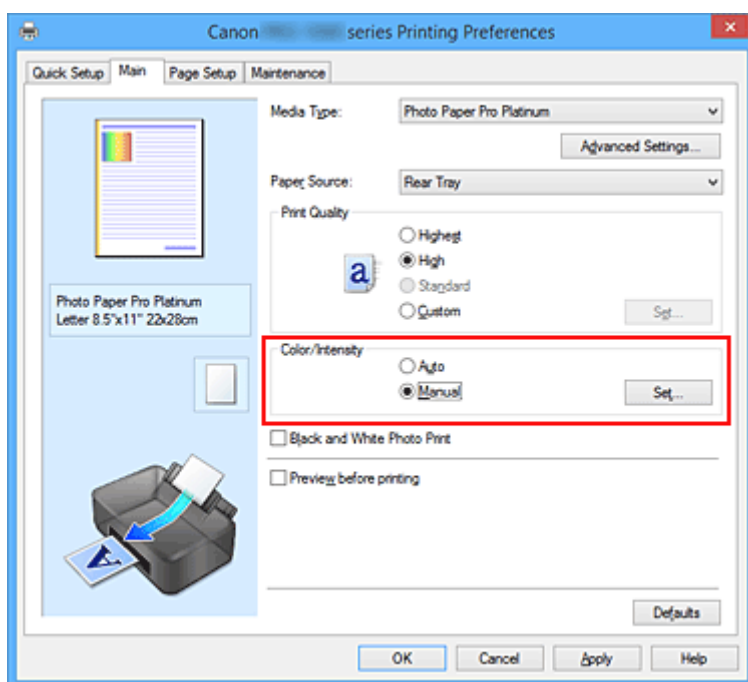 Canon series Printing Preferences
Quick Setup Main Page Setup Maintenance
Media Type: Photo Paper Pro Platinum
Advanced Settings...
Paper Source: Rear Tray
Print Quality
Highest
High
Standard
Custom Set...
a
Photo Paper Pro Platinum
Letter 8.5"x11" 22x28cm
Color/Intensity
Auto
Manual Set...
Black and White Photo Print
Preview before printing
A
Defaults
OK Cancel Apply Help